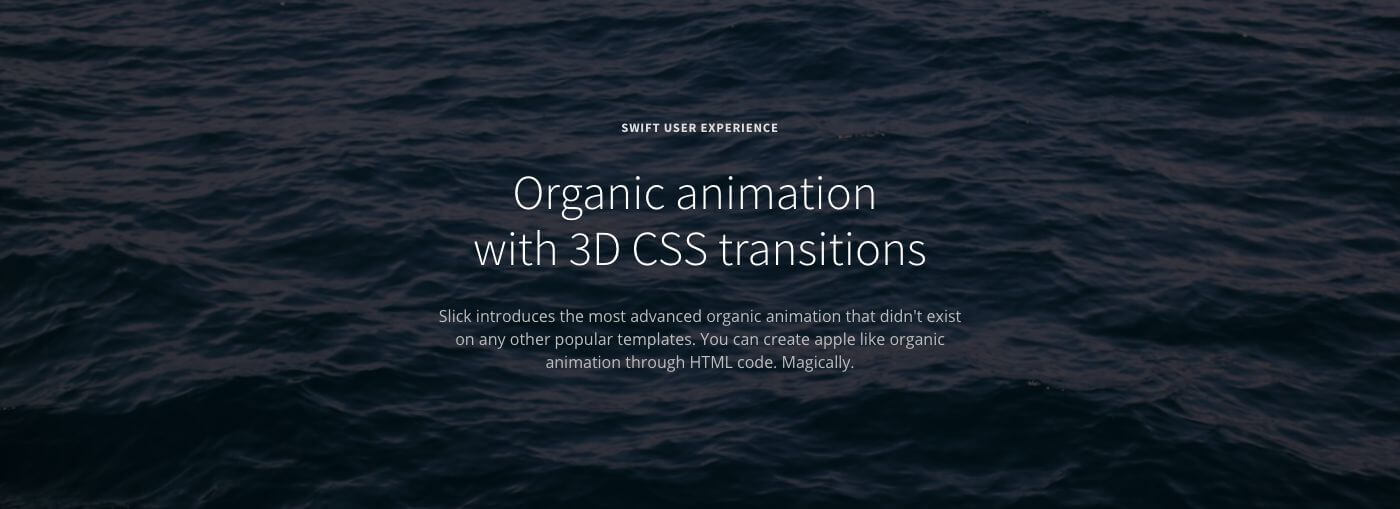 SWIFT USER EXPERIENCE
Organic animation
with 3D CSS transitions
Slick introduces the most advanced organic animation that didn't exist
on any other popular templates. You can create apple like organic
animation through HTML code. Magically.